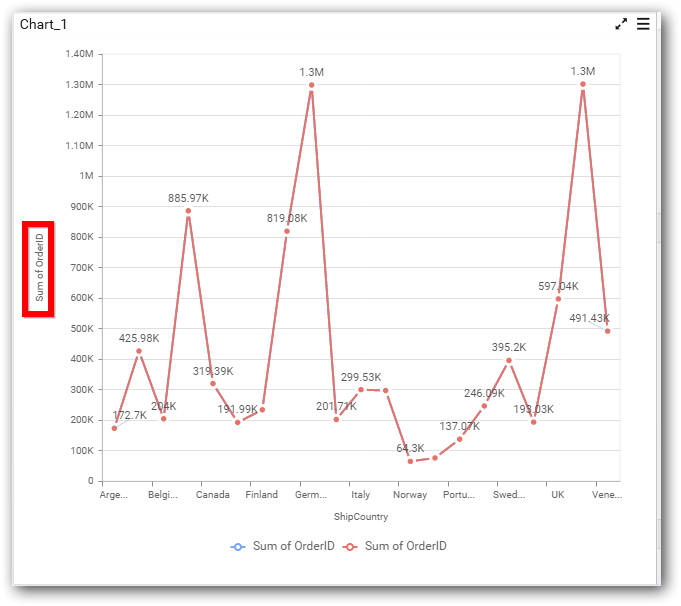 Chart_1
1.40M
1.30M
1.20M
1.10M
1M
900K
800K
700K
600K
500K
400K
300K
200K
100K
0
Sum of OrderID
172.7K
425.98K
204K
885.97K
319.39K
191.99K
819.08K
1.3M
201.71K
299.53K
64.3K
137.07K
246.09K
395.2K
193.03K
597.04K
1.3M
491.43K
Arge... Belgi... Canada Finland Germ... Italy Norway Portu... Swed... UK Vene...
ShipCountry
Sum of OrderID Sum of OrderID